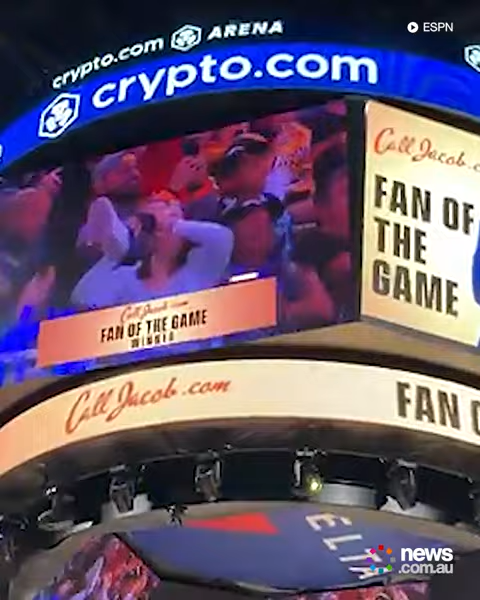 ESPN
crypto.com ARENA
crypto.com
CallJacob.c
FAN OF
THE
GAME
CallJacob.com
FAN OF THE GAME
WINNER
CallJacob.com
FAN O
ELTA
news
.com.au